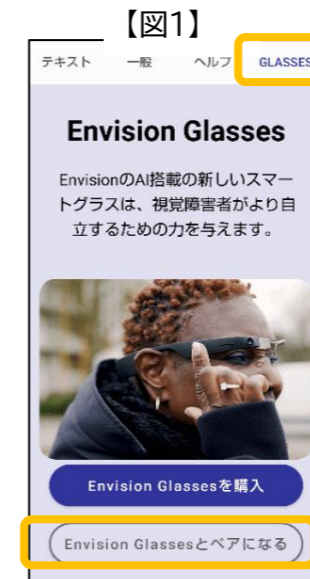 【図1】
テキスト 一般 ヘルプ GLASSES
Envision Glasses
EnvisionのAI搭載の新しいスマー
トグラスは、視覚障害者がより自
立するための力を与えます。
Envision Glassesを購入
Envision Glassesとペアになる